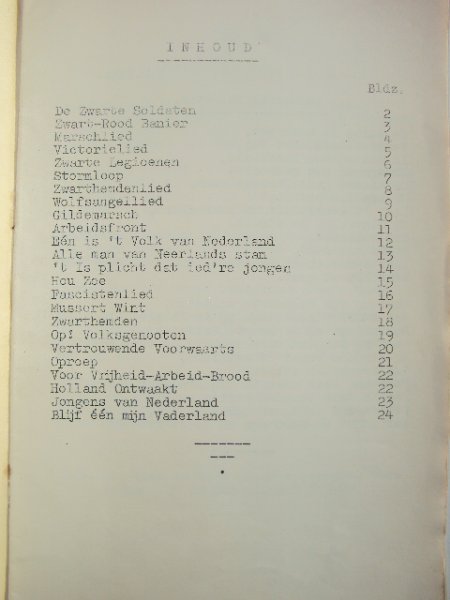 INHOUD
Bldz.
De Zwarte Soldaten 2
Zwart-Rood Banier 3
Marschlied 4
Victorielied 5
Zwarte Legioenen 6
Stormloop 7
Zwarthemdenlied 8
Wolfsangellied 9
Gildemarsch 10
Arbeidsfront 11
Eén is 't Volk van Nederland 12
Alle man van Neerlands stam 13
't Is plicht dat ied're jongen 14
Hou Zee 15
Fascistenlied 16
Mussert Wint 17
Zwarthemden 18
Op! Volksgenooten 19
Vertrouwende Voorwaarts 20
Oproep 21
Voor Vrijheid-Arbeid-Brood 22
Holland Ontwaakt 22
Jongens van Nederland 23
Blijf één mijn Vaderland 24